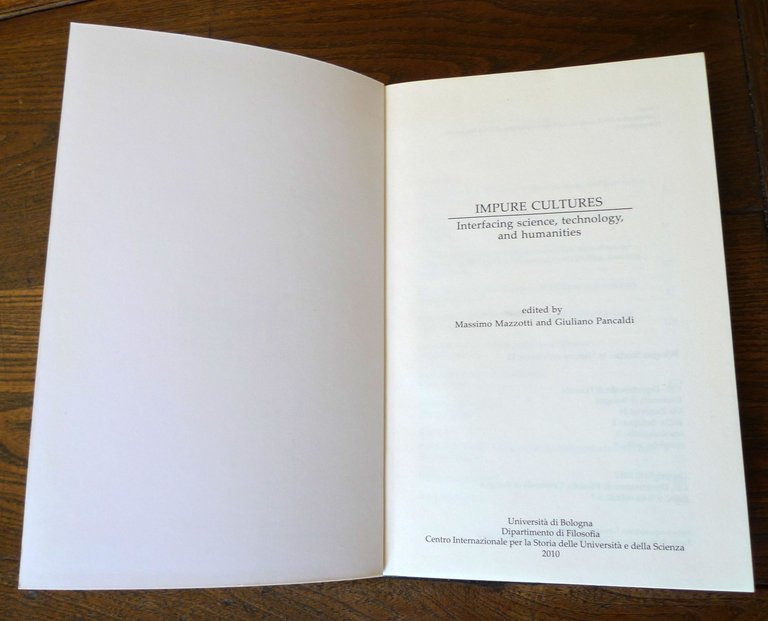 IMPURE CULTURES
Interfacing science, technology,
and humanities
edited by
Massimo Mazzotti and Giuliano Pancaldi
Università di Bologna
Dipartimento di Filosofia
Centro Internazionale per la Storia delle Università e della Scienza
2010